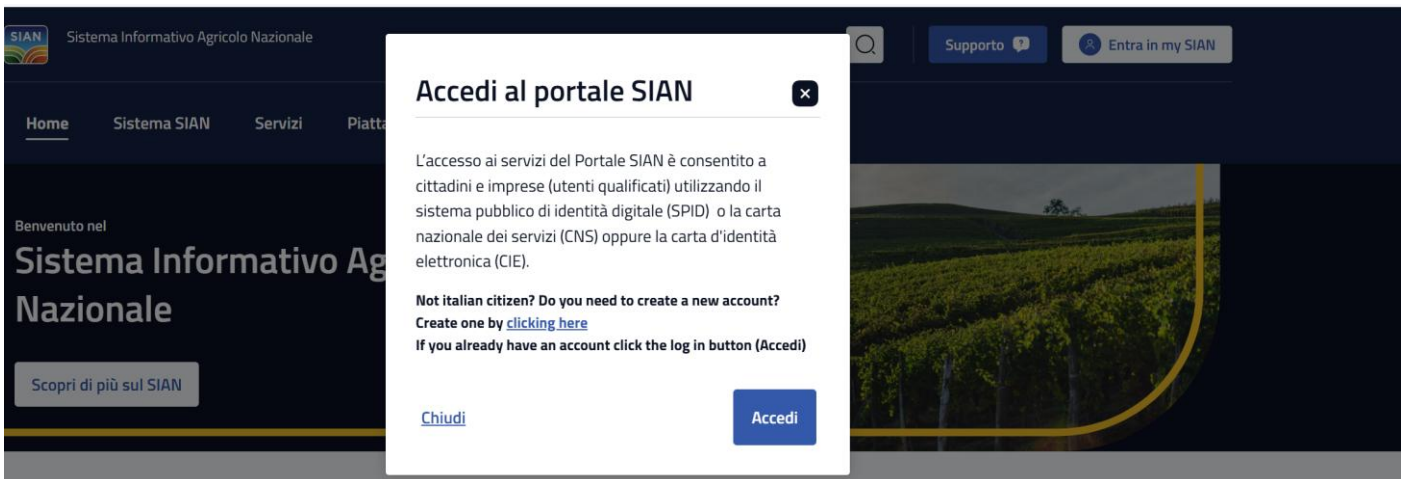 SIAN
Sistema Informativo Agricolo Nazionale
Supporto
Entra in my SIAN
Home
Sistema SIAN
Servizi
Piatta
Benvenuto nel
Sistema Informativo Ag
Nazionale
Scopri di più sul SIAN
Accedi al portale SIAN
L'accesso ai servizi del Portale SIAN è consentito a
cittadini e imprese (utenti qualificati) utilizzando il
sistema pubblico di identità digitale (SPID) o la carta
nazionale dei servizi (CNS) oppure la carta d'identità
elettronica (CIE).
Not italian citizen? Do you need to create a new account?
Create one by clicking here
If you already have an account click the log in button (Accedi)
Chiudi
Accedi